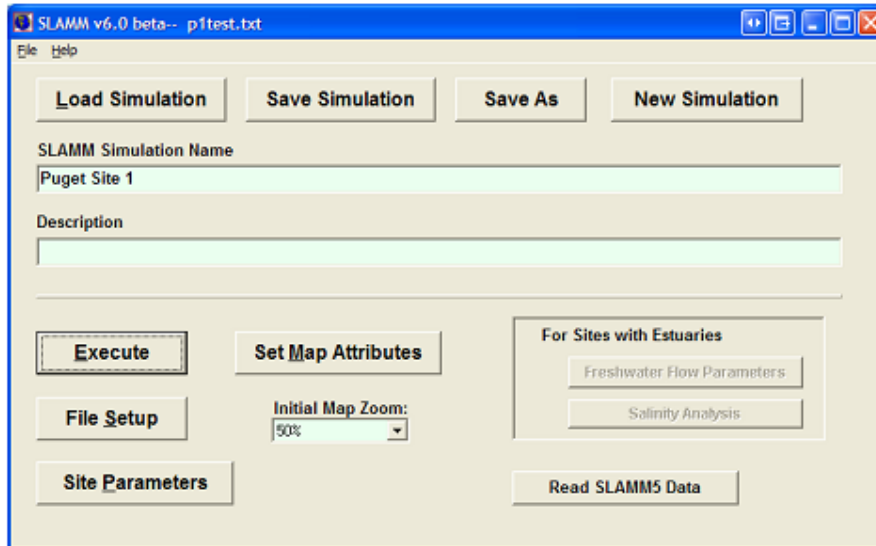 SLAMM v6.0 beta-- p1test.txt
File Help
Load Simulation Save Simulation Save As New Simulation
SLAMM Simulation Name
Puget Site 1
Description
For Sites with Estuaries
Execute Set Map Attributes
Freshwater Flow Parameters
File Setup Initial Map Zoom:
50%
Salinity Analysis
Site Parameters Read SLAMM5 Data